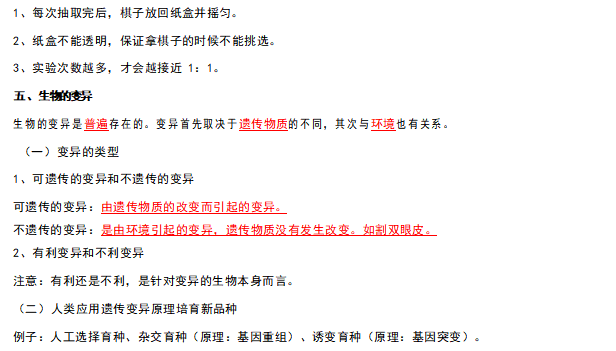 1、每次抽取完后，棋子放回纸盒并摇匀。
2、纸盒不能透明，保证拿棋子的时候不能挑选。
3、实验次数越多，才会越接近 1：1。
五、生物的变异
生物的变异是普遍存在的。变异首先取决于遗传物质的不同，其次与环境也有关系。
（一）变异的类型
1、可遗传的变异和不遗传的变异
可遗传的变异：由遗传物质的改变而引起的变异。
不遗传的变异：是由环境引起的变异，遗传物质没有发生改变。如割双眼皮。
2、有利变异和不利变异
注意：有利还是不利，是针对变异的生物本身而言。
（二）人类应用遗传变异原理培育新品种
例子：人工选择育种、杂交育种（原理：基因重组）、诱变育种（原理：基因突变）。